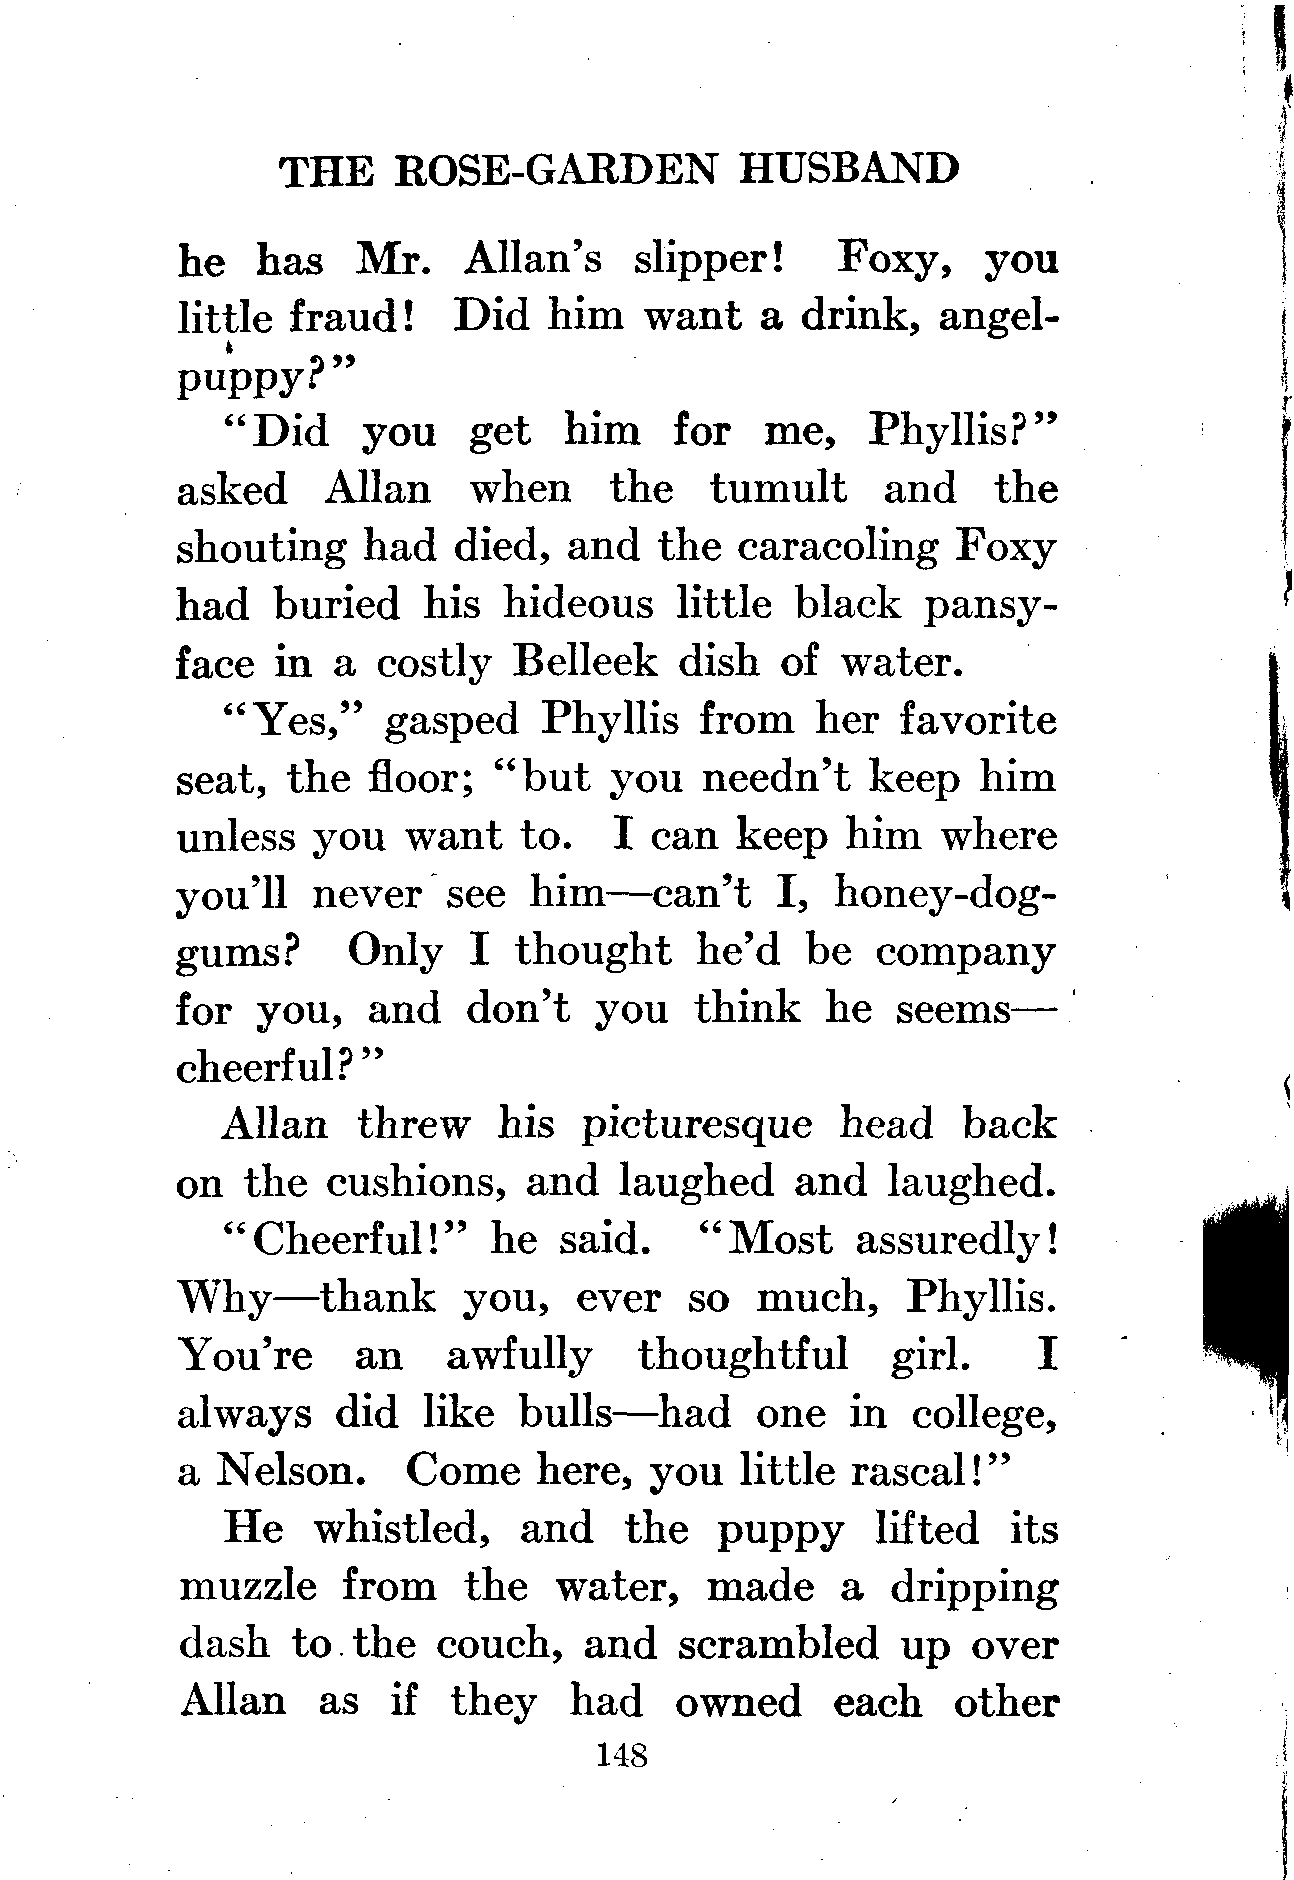 THE ROSE-GARDEN HUSBAND
he has Mr. Allan's slipper! Foxy, you
little fraud! Did him want a drink, angel-
puppy?"
"Did you get him for me, Phyllis?"
asked Allan when the tumult and the
shouting had died, and the caracoling Foxy
had buried his hideous little black pansy-
face in a costly Belleek dish of water.
"Yes," gasped Phyllis from her favorite
seat, the floor; "but you needn't keep him
unless you want to. I can keep him where
you'll never see him—can't I, honey-dog-
gums? Only I thought he'd be company
for you, and don't you think he seems—
cheerful?"
Allan threw his picturesque head back
on the cushions, and laughed and laughed.
"Cheerful!" he said. "Most assuredly!
Why—thank you, ever so much, Phyllis.
You're an awfully thoughtful girl. I
always did like bulls—had one in college,
a Nelson. Come here, you little rascal!"
He whistled, and the puppy lifted its
muzzle from the water, made a dripping
dash to the couch, and scrambled up over
Allan as if they had owned each other
148